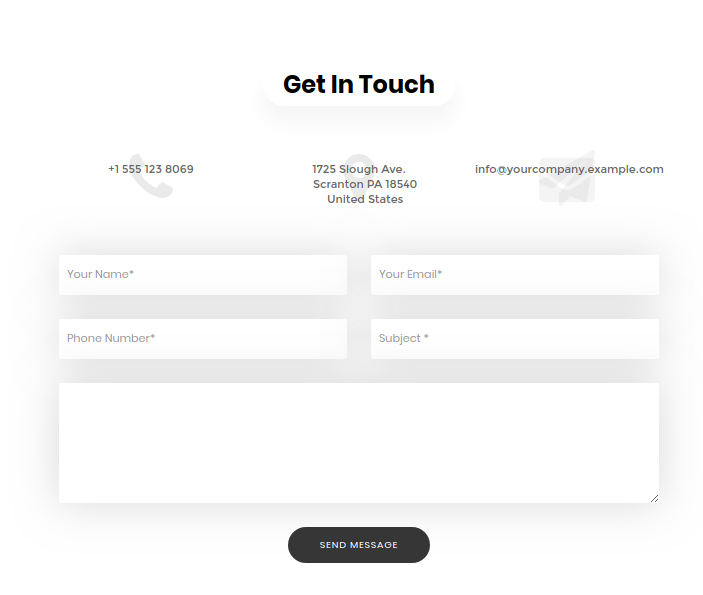 Get In Touch
+1 555 123 8069
1725 Slough Ave.
Scranton PA 18540
United States
info@yourcompany.example.com
Your Name*
Your Email*
Phone Number*
Subject *
SEND MESSAGE